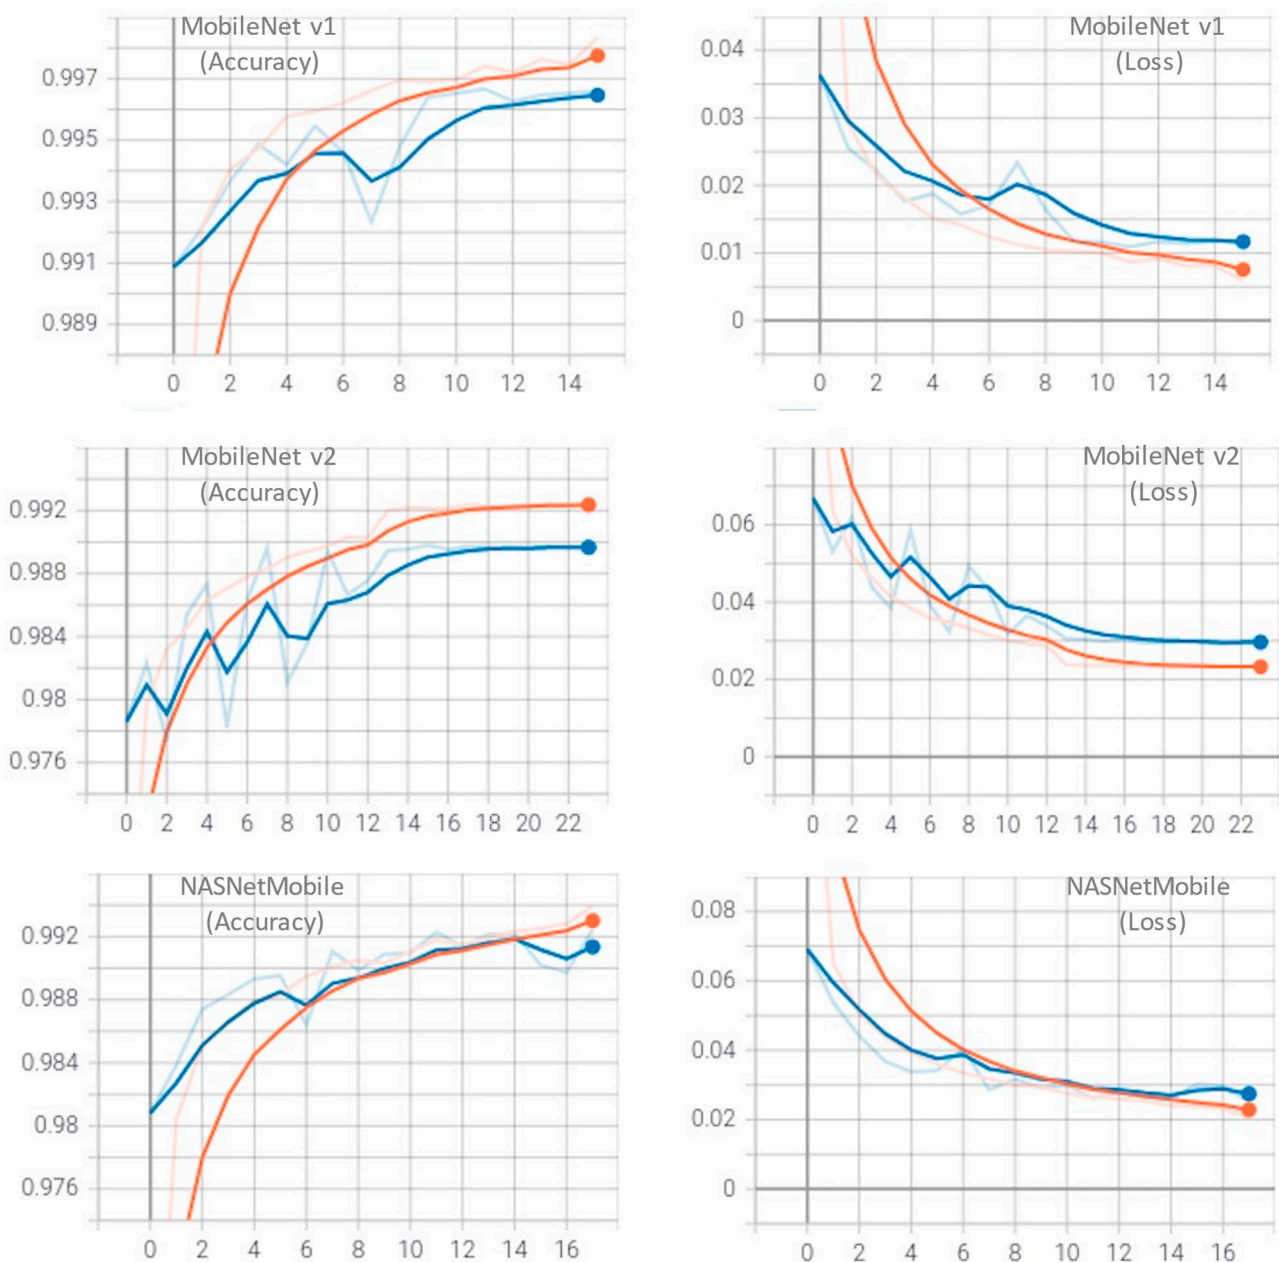 MobileNet v1
(Accuracy)
0.997
0.995
0.993
0.991
0.989
0 2 4 6 8 10 12 14
MobileNet v1
(Loss)
0.04
0.03
0.02
0.01
0
0 2 4 6 8 10 12 14
MobileNet v2
(Accuracy)
0.992
0.988
0.984
0.98
0.976
0 2 4 6 8 10 12 14 16 18 20 22
MobileNet v2
(Loss)
0.06
0.04
0.02
0
0 2 4 6 8 10 12 14 16 18 20 22
NASNetMobile
(Accuracy)
0.992
0.988
0.984
0.98
0.976
0 2 4 6 8 10 12 14 16
NASNetMobile
(Loss)
0.08
0.06
0.04
0.02
0
0 2 4 6 8 10 12 14 16